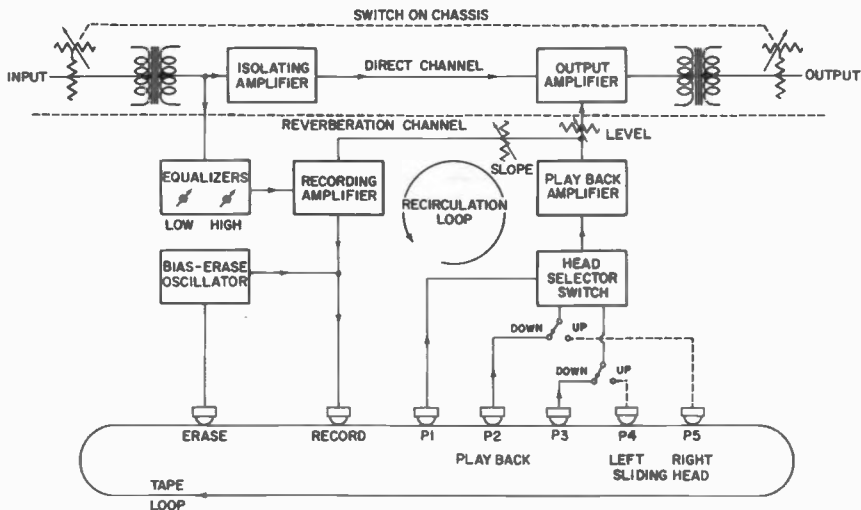 SWITCH ON CHASSIS
INPUT
ISOLATING
AMPLIFIER
DIRECT CHANNEL
OUTPUT
AMPLIFIER
OUTPUT
REVERBERATION CHANNEL
LEVEL
SLOPE
EQUALIZERS
LOW HIGH
RECORDING
AMPLIFIER
RECIRCULATION
LOOP
PLAY BACK
AMPLIFIER
BIAS-ERASE
OSCILLATOR
HEAD
SELECTOR
SWITCH
DOWN UP
DOWN UP
ERASE RECORD P1 P2 P3 P4 P5
PLAY BACK LEFT RIGHT
SLIDING HEAD
TAPE
LOOP